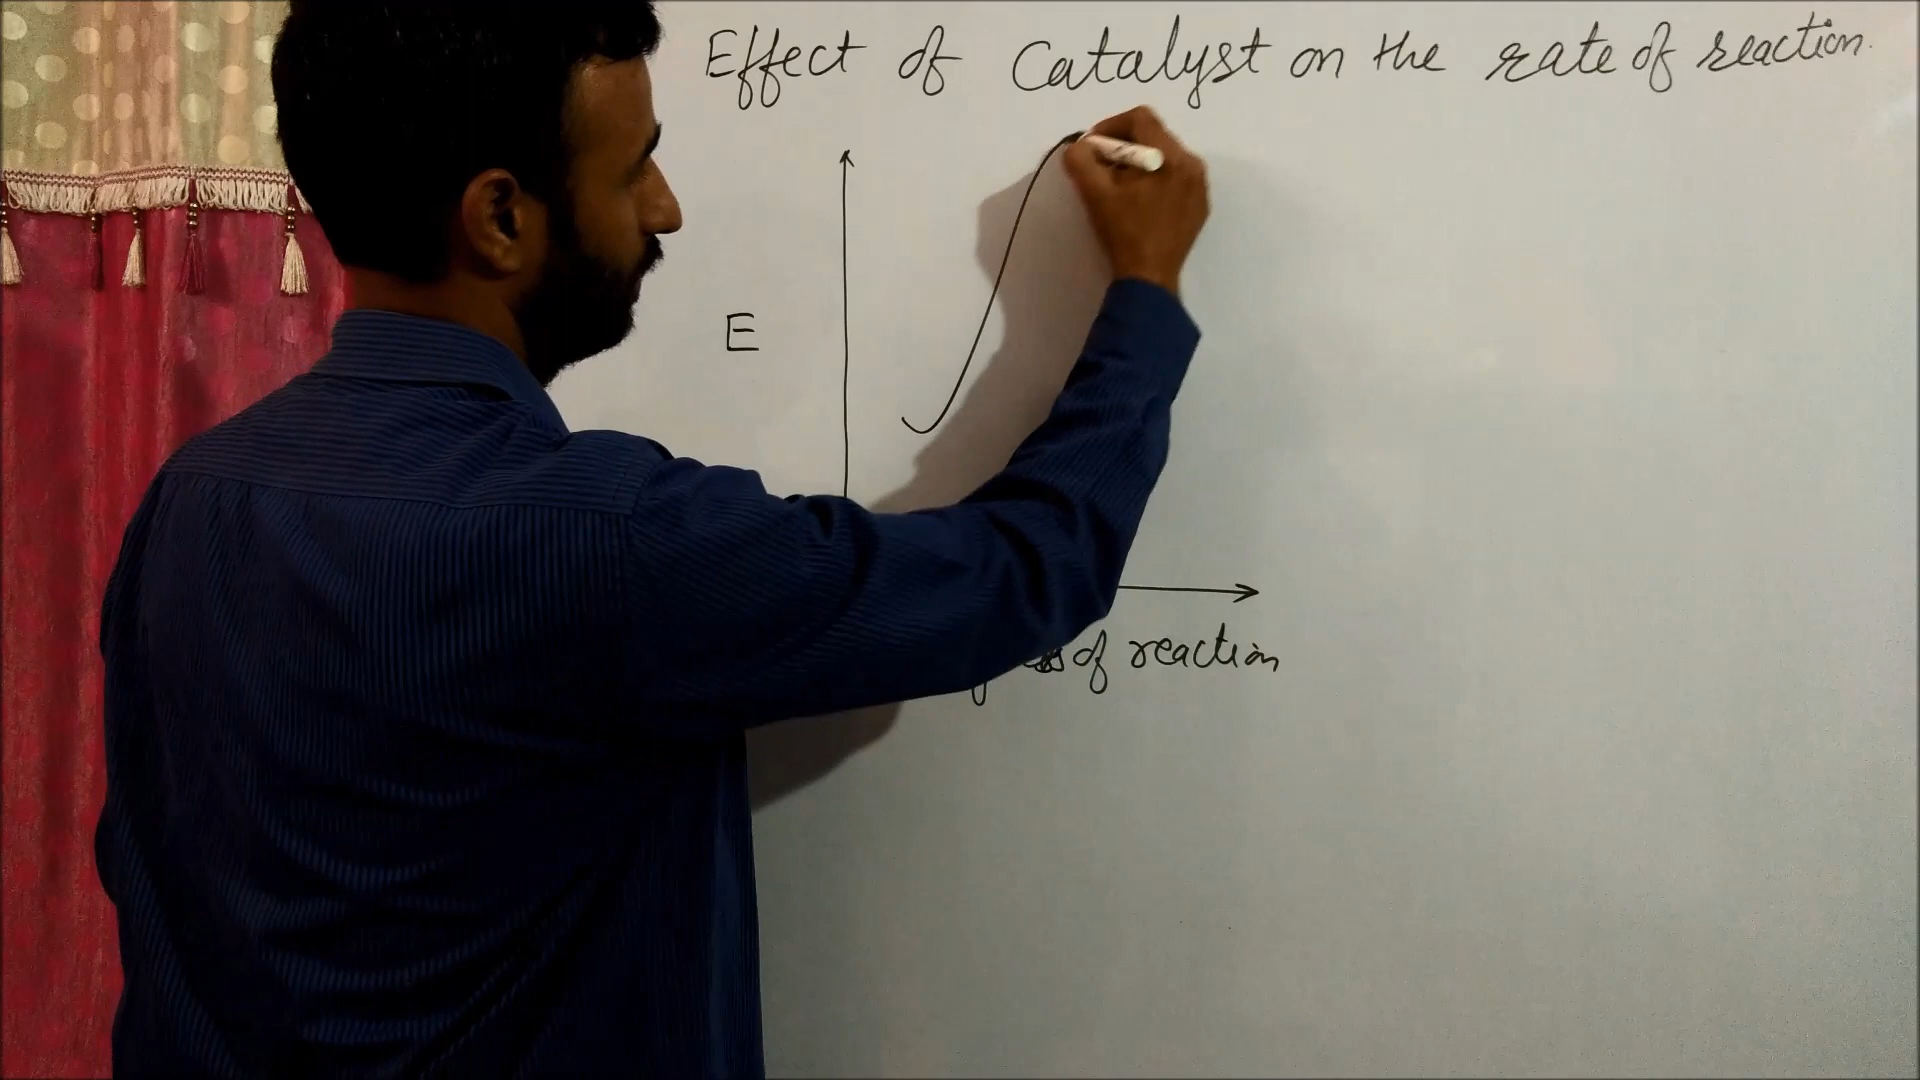 Effect of Catalyst on the rate of reaction.
E
of reaction